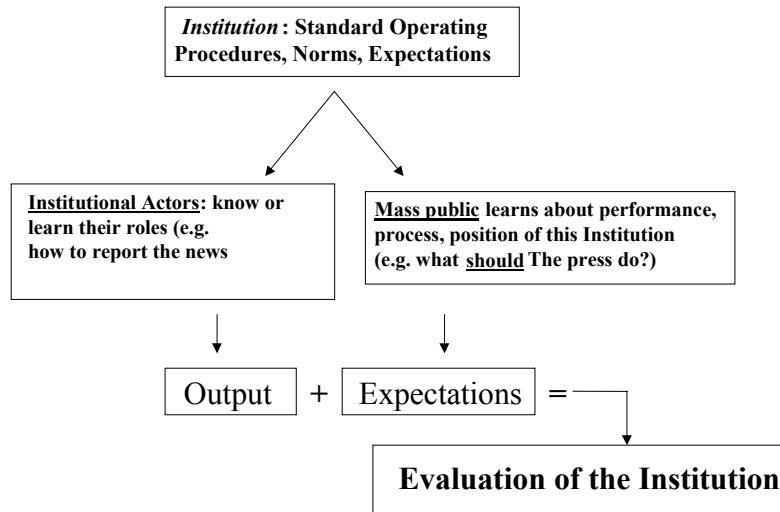 Institution: Standard Operating
Procedures, Norms, Expectations
Institutional Actors: know or
learn their roles (e.g.
how to report the news
Mass public learns about performance,
process, position of this Institution
(e.g. what should The press do?)
Output + Expectations =
Evaluation of the Institution